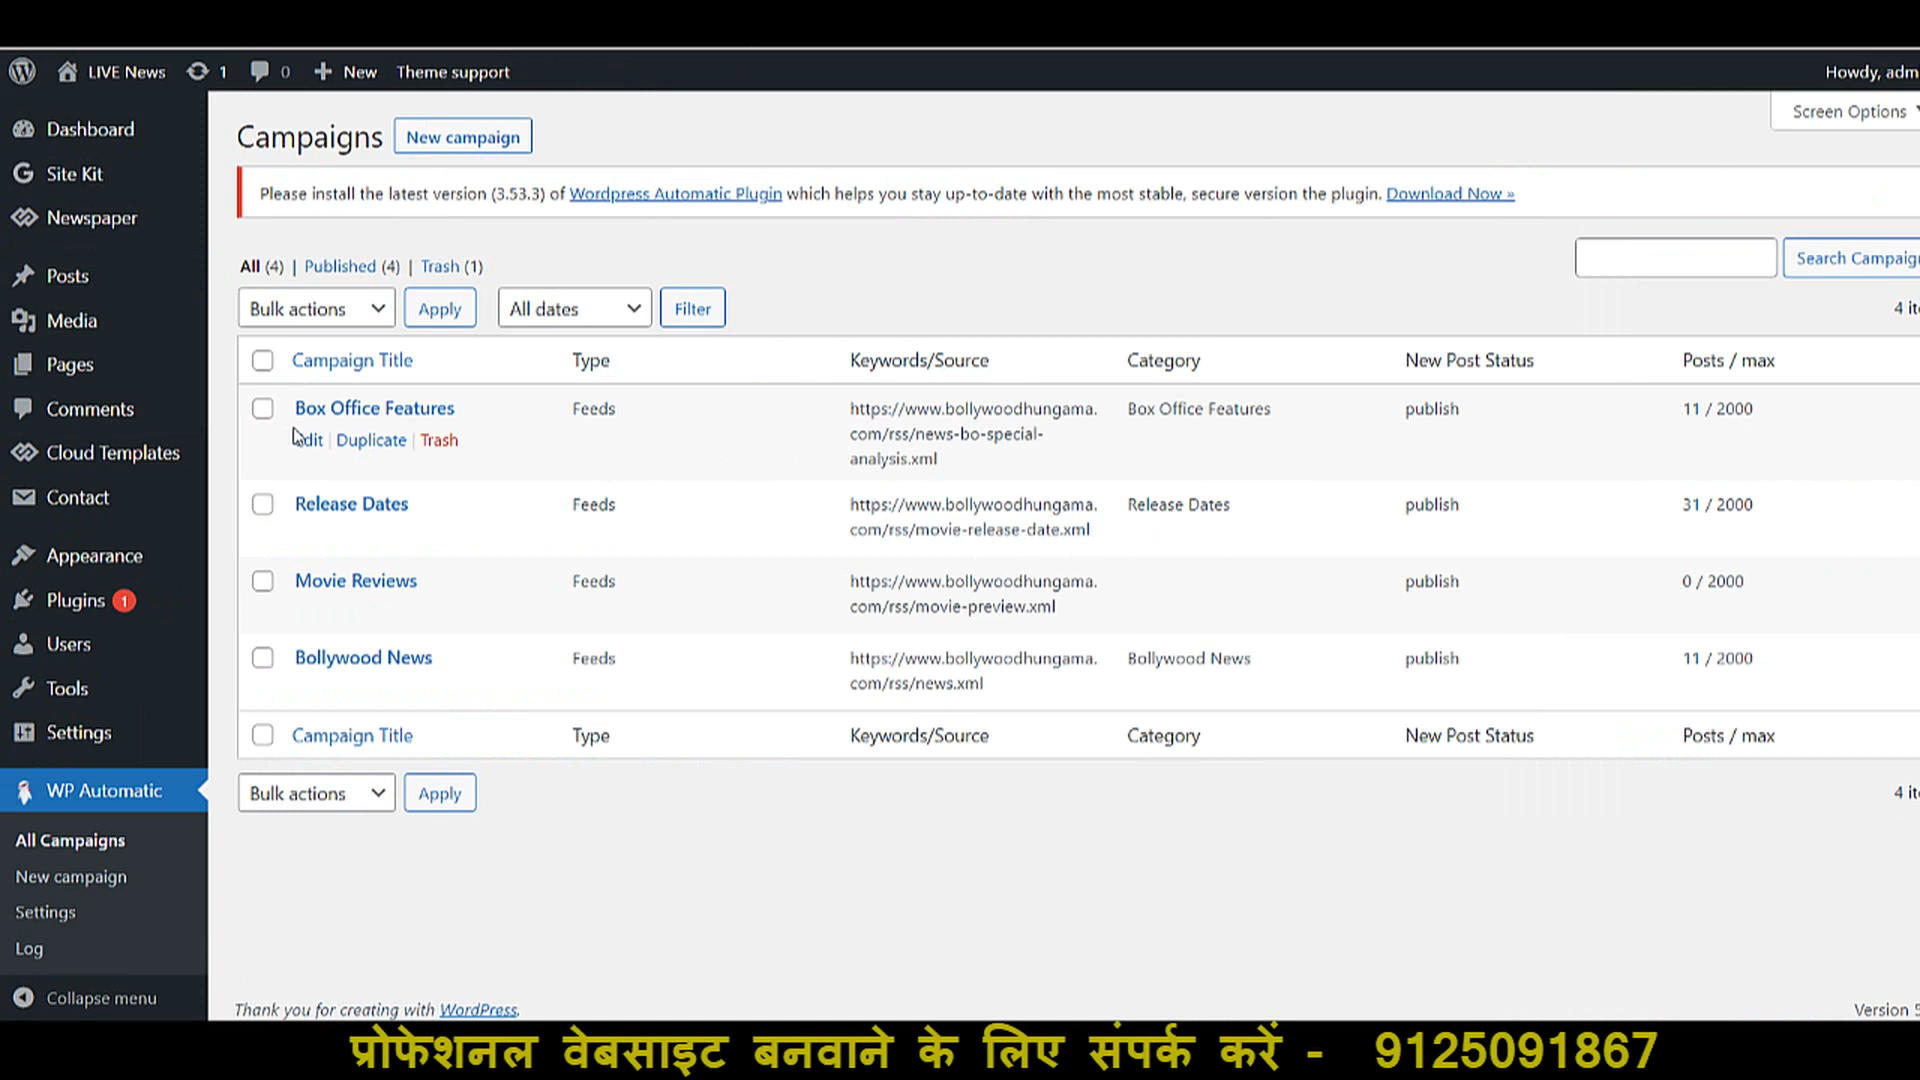 LIVE News 1 0 New Theme support Howdy, adm
Screen Options
Dashboard
Site Kit
Newspaper
Posts
Media
Pages
Comments
Cloud Templates
Contact
Appearance
Plugins 1
Users
Tools
Settings
WP Automatic
All Campaigns
New campaign
Settings
Log
Collapse menu
Campaigns New campaign
Please install the latest version (3.53.3) of Wordpress Automatic Plugin which helps you stay up-to-date with the most stable, secure version the plugin. Download Now »
All (4) | Published (4) | Trash (1)
Search Campaign
Bulk actions Apply All dates Filter 4 it
Campaign Title Type Keywords/Source Category New Post Status Posts / max
Box Office Features Feeds https://www.bollywoodhungama. Box Office Features publish 11 / 2000
dit | Duplicate | Trash com/rss/news-bo-special-
analysis.xml
Release Dates Feeds https://www.bollywoodhungama. Release Dates publish 31 / 2000
com/rss/movie-release-date.xml
Movie Reviews Feeds https://www.bollywoodhungama. publish 0 / 2000
com/rss/movie-preview.xml
Bollywood News Feeds https://www.bollywoodhungama. Bollywood News publish 11 / 2000
com/rss/news.xml
Campaign Title Type Keywords/Source Category New Post Status Posts / max
Bulk actions Apply 4 it
Thank you for creating with WordPress. Version 5
प्रोफेशनल वेबसाइट बनवाने के लिए संपर्क करें - 9125091867